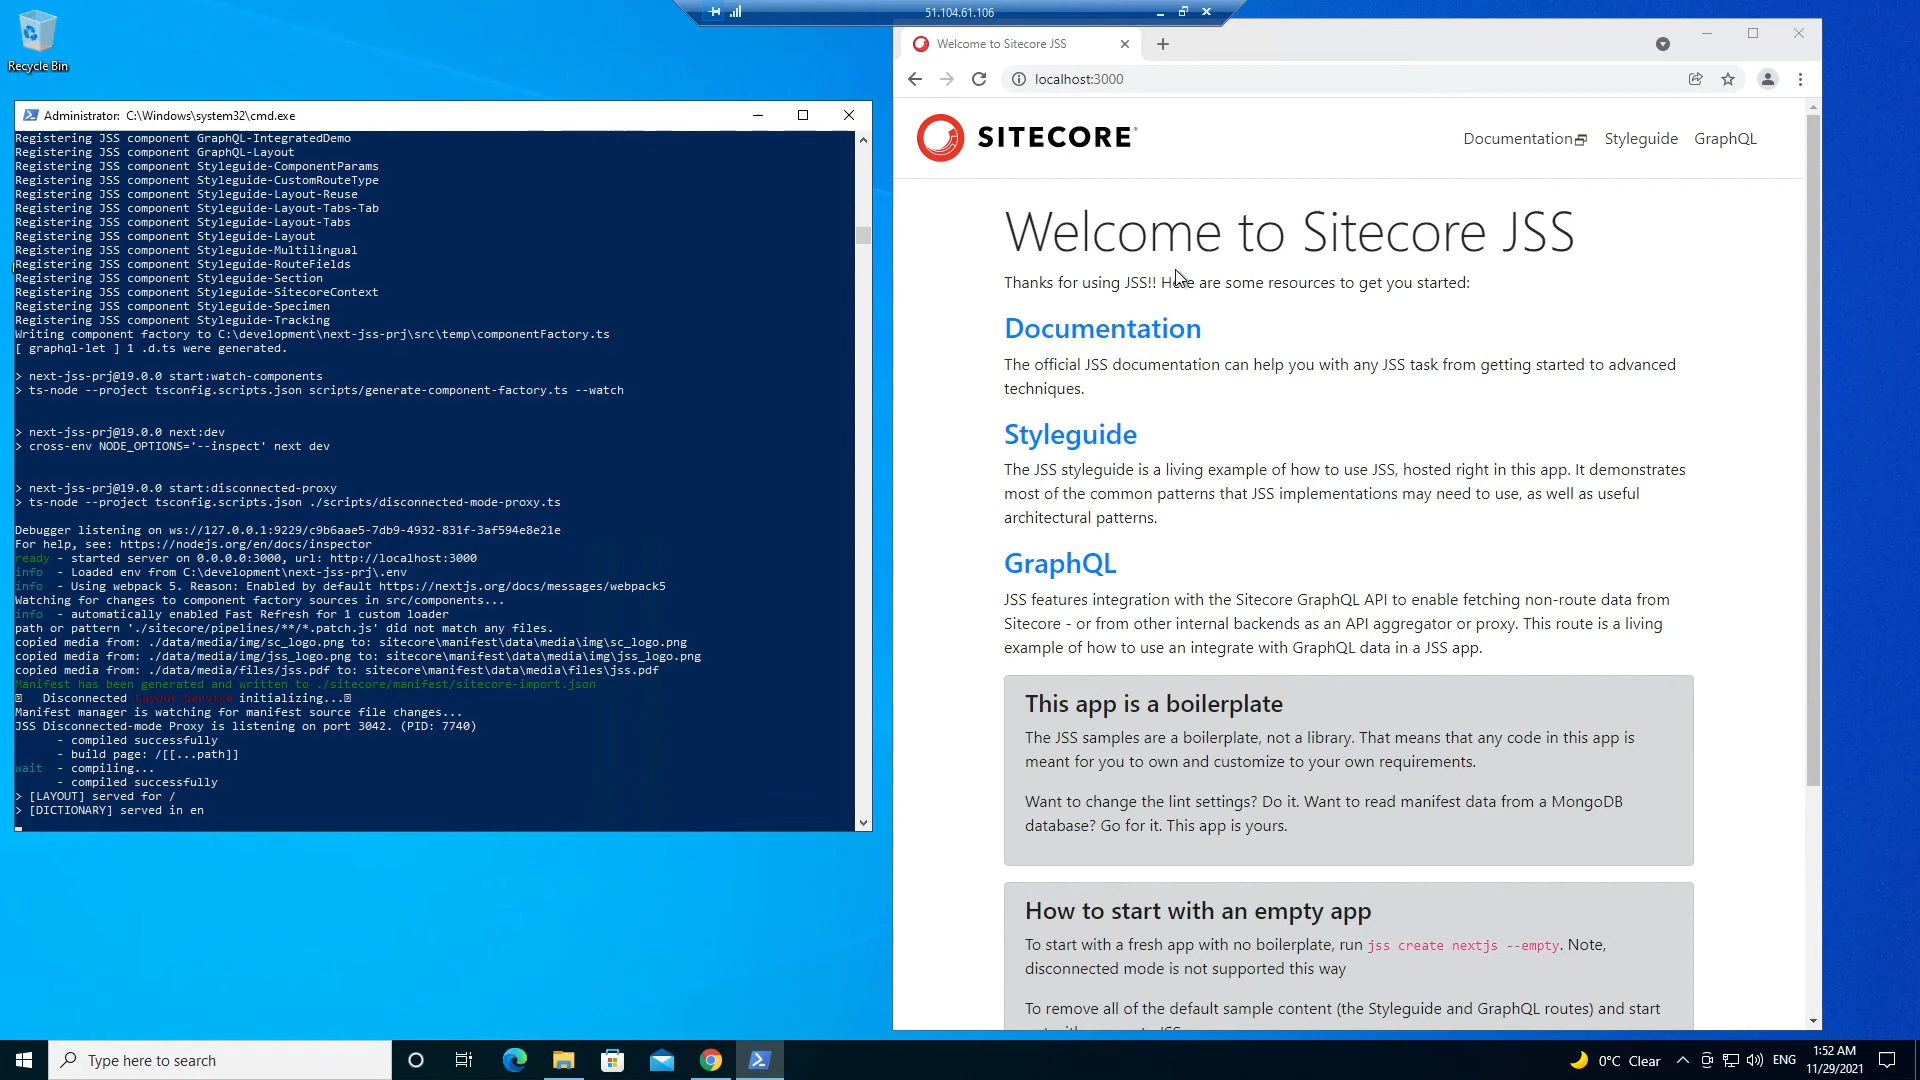 51.104.61.106
Recycle Bin
Administrator: C:\Windows\system32\cmd.exe
Registering JSS component GraphQL-IntegratedDemo
Registering JSS component GraphQL-Layout
Registering JSS component Styleguide-ComponentParams
Registering JSS component Styleguide-CustomRouteType
Registering JSS component Styleguide-Layout-Reuse
Registering JSS component Styleguide-Layout-Tabs-Tab
Registering JSS component Styleguide-Layout-Tabs
Registering JSS component Styleguide-Layout
Registering JSS component Styleguide-Multilingual
Registering JSS component Styleguide-RouteFields
Registering JSS component Styleguide-Section
Registering JSS component Styleguide-SitecoreContext
Registering JSS component Styleguide-Specimen
Registering JSS component Styleguide-Tracking
Writing component factory to C:\development\next-jss-prj\src\temp\componentFactory.ts
[ graphql-let ] 1 .d.ts were generated.
> next-jss-prj@19.0.0 start:watch-components
> ts-node --project tsconfig.scripts.json scripts/generate-component-factory.ts --watch
> next-jss-prj@19.0.0 next:dev
> cross-env NODE_OPTIONS='--inspect' next dev
> next-jss-prj@19.0.0 start:disconnected-proxy
> ts-node --project tsconfig.scripts.json ./scripts/disconnected-mode-proxy.ts
Debugger listening on ws://127.0.0.1:9229/c9b6aae5-7db9-4932-831f-3af594e8e21e
For help, see: https://nodejs.org/en/docs/inspector
ready - started server on 0.0.0.0:3000, url: http://localhost:3000
info - Loaded env from C:\development\next-jss-prj\.env
info - Using webpack 5. Reason: Enabled by default https://nextjs.org/docs/messages/webpack5
Watching for changes to component factory sources in src/components...
info - automatically enabled Fast Refresh for 1 custom loader
path or pattern './sitecore/pipelines/**/*.patch.js' did not match any files.
copied media from: ./data/media/img/sc_logo.png to: sitecore\manifest\data\media\img\sc_logo.png
copied media from: ./data/media/img/jss_logo.png to: sitecore\manifest\data\media\img\jss_logo.png
copied media from: ./data/media/files/jss.pdf to: sitecore\manifest\data\media\files\jss.pdf
Manifest has been generated and written to ./sitecore/manifest/sitecore-import.json
Disconnected Layout Service initializing...
Manifest manager is watching for manifest source file changes...
JSS Disconnected-mode Proxy is listening on port 3042. (PID: 7740)
- compiled successfully
- build page: /[[...path]]
wait - compiling...
- compiled successfully
> [LAYOUT] served for /
> [DICTIONARY] served in en
Welcome to Sitecore JSS
localhost:3000
SITECORE
Documentation
Styleguide
GraphQL
Welcome to Sitecore JSS
Thanks for using JSS!! Here are some resources to get you started:
Documentation
The official JSS documentation can help you with any JSS task from getting started to advanced
techniques.
Styleguide
The JSS styleguide is a living example of how to use JSS, hosted right in this app. It demonstrates
most of the common patterns that JSS implementations may need to use, as well as useful
architectural patterns.
GraphQL
JSS features integration with the Sitecore GraphQL API to enable fetching non-route data from
Sitecore - or from other internal backends as an API aggregator or proxy. This route is a living
example of how to use an integrate with GraphQL data in a JSS app.
This app is a boilerplate
The JSS samples are a boilerplate, not a library. That means that any code in this app is
meant for you to own and customize to your own requirements.
Want to change the lint settings? Do it. Want to read manifest data from a MongoDB
database? Go for it. This app is yours.
How to start with an empty app
To start with a fresh app with no boilerplate, run jss create nextjs --empty. Note,
disconnected mode is not supported this way
To remove all of the default sample content (the Styleguide and GraphQL routes) and start
Type here to search
0°C Clear
ENG
1:52 AM
11/29/2021